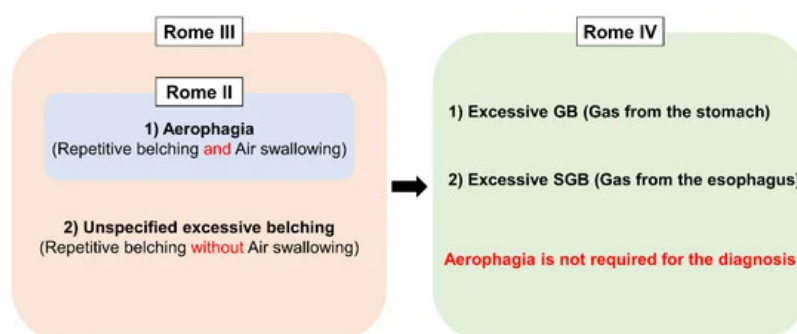 Rome III
Rome II
1) Aerophagia
(Repetitive belching and Air swallowing)
2) Unspecified excessive belching
(Repetitive belching without Air swallowing)
Rome IV
1) Excessive GB (Gas from the stomach)
2) Excessive SGB (Gas from the esophagus)
Aerophagia is not required for the diagnosis